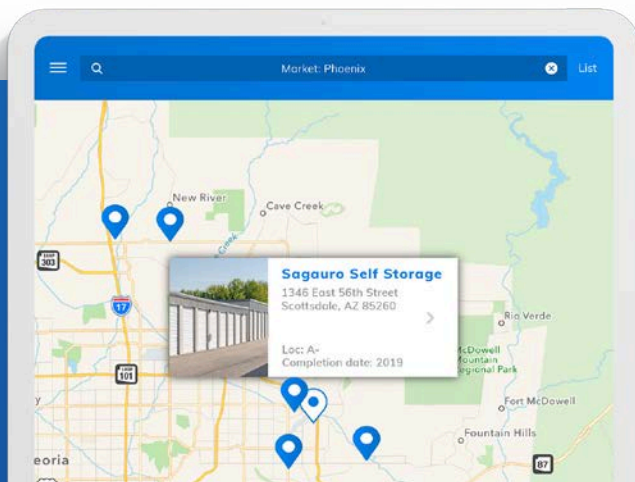 Market: Phoenix
List
New River
Cave Creek
LOOP
303
Sagauro Self Storage
1346 East 56th Street
Scottsdale, AZ 85260
17
Rio Verde
Loc: A-
Completion date: 2019
McDowell
Mountain
Regional Park
101
Fort McDowell
Fountain Hills
eoria
87